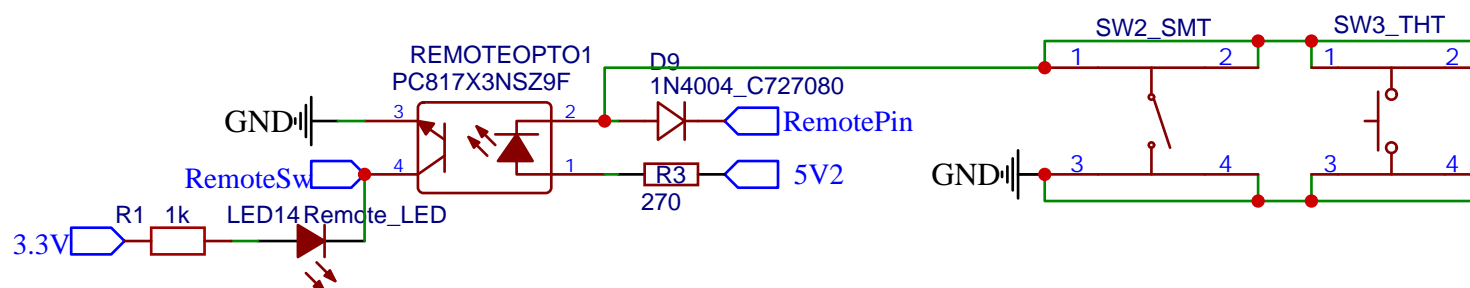 SW2_SMT
SW3_THT
REMOTEOPTO1
PC817X3NSZ9F
D9
1N4004_C727080
1
2
1
2
GND
3
2
RemotePin
RemoteSw
4
1
R3
270
5V2
GND
3
4
3
4
R1
1k
LED14
Remote_LED
3.3V